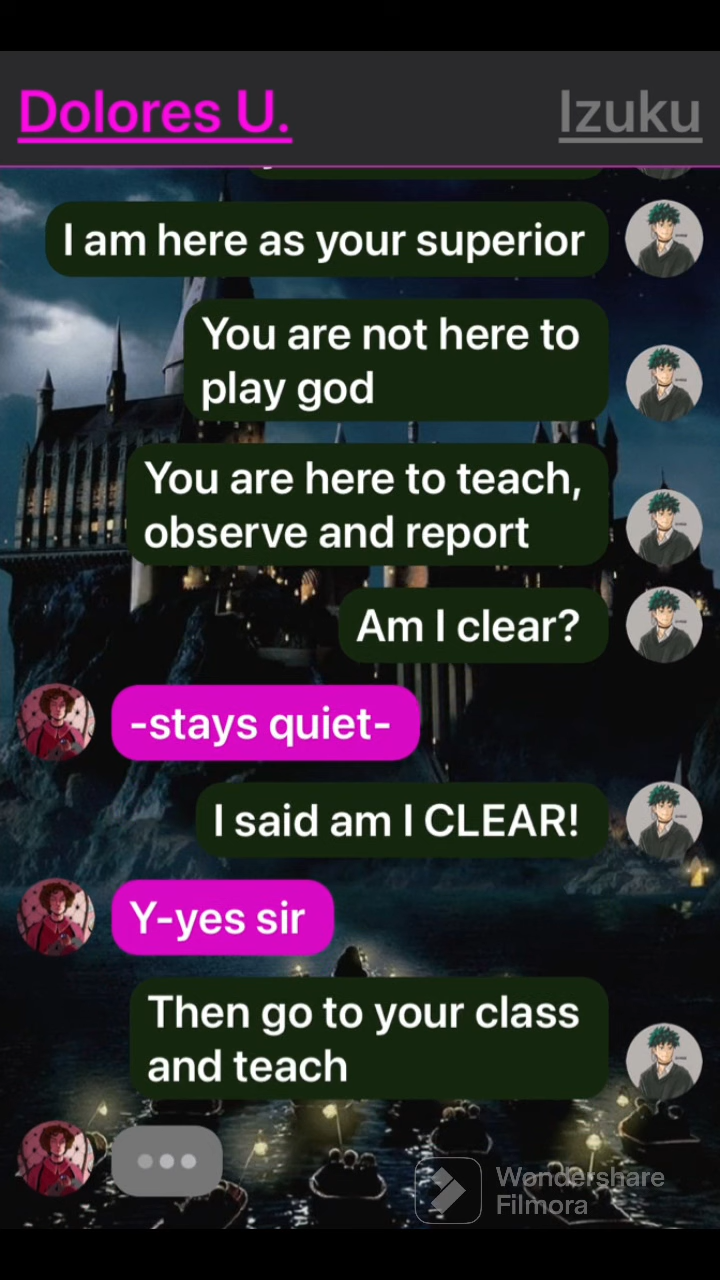 Dolores U.
Izuku
I am here as your superior
You are not here to
play god
You are here to teach,
observe and report
Am I clear?
-stays quiet-
I said am I CLEAR!
Y-yes sir
Then go to your class
and teach
Wondershare
Filmora